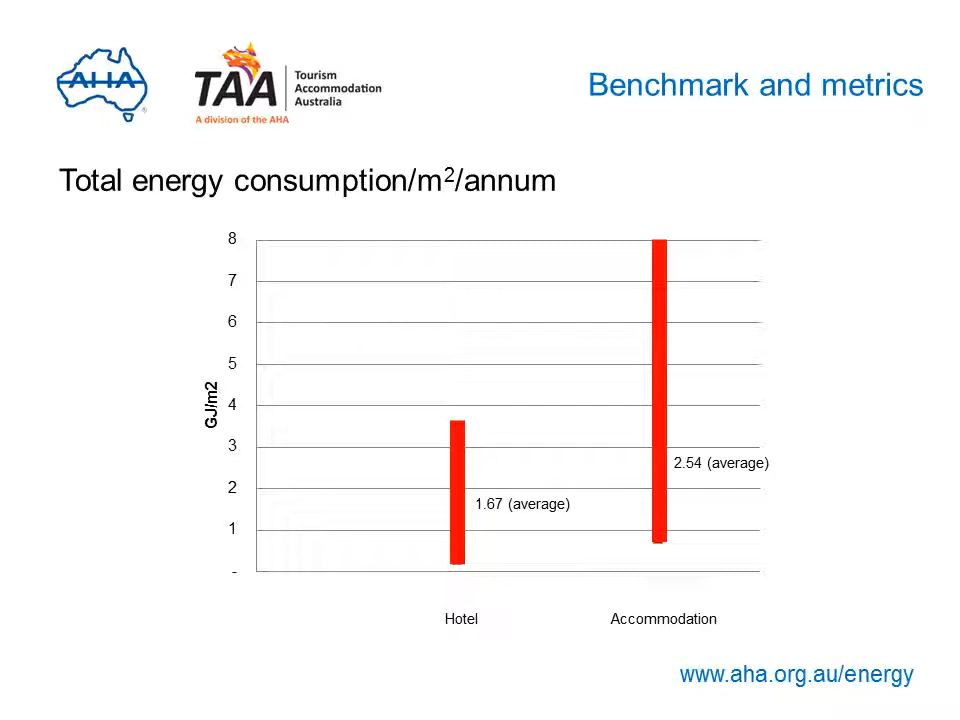 AHA
®
TAA
Tourism
Accommodation
Australia
A division of the AHA
Benchmark and metrics
Total energy consumption/m²/annum
8
7
6
5
4
3
2
1
-
GJ/m2
2.54 (average)
1.67 (average)
Hotel
Accommodation
www.aha.org.au/energy